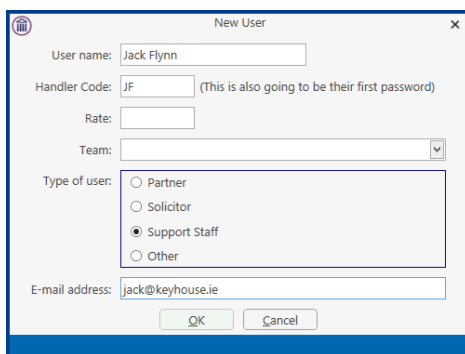 New User
User name: Jack Flynn
Handler Code: JF (This is also going to be their first password)
Rate:
Team:
Type of user:
Partner
Solicitor
Support Staff
Other
E-mail address: jack@keyhouse.ie
OK Cancel